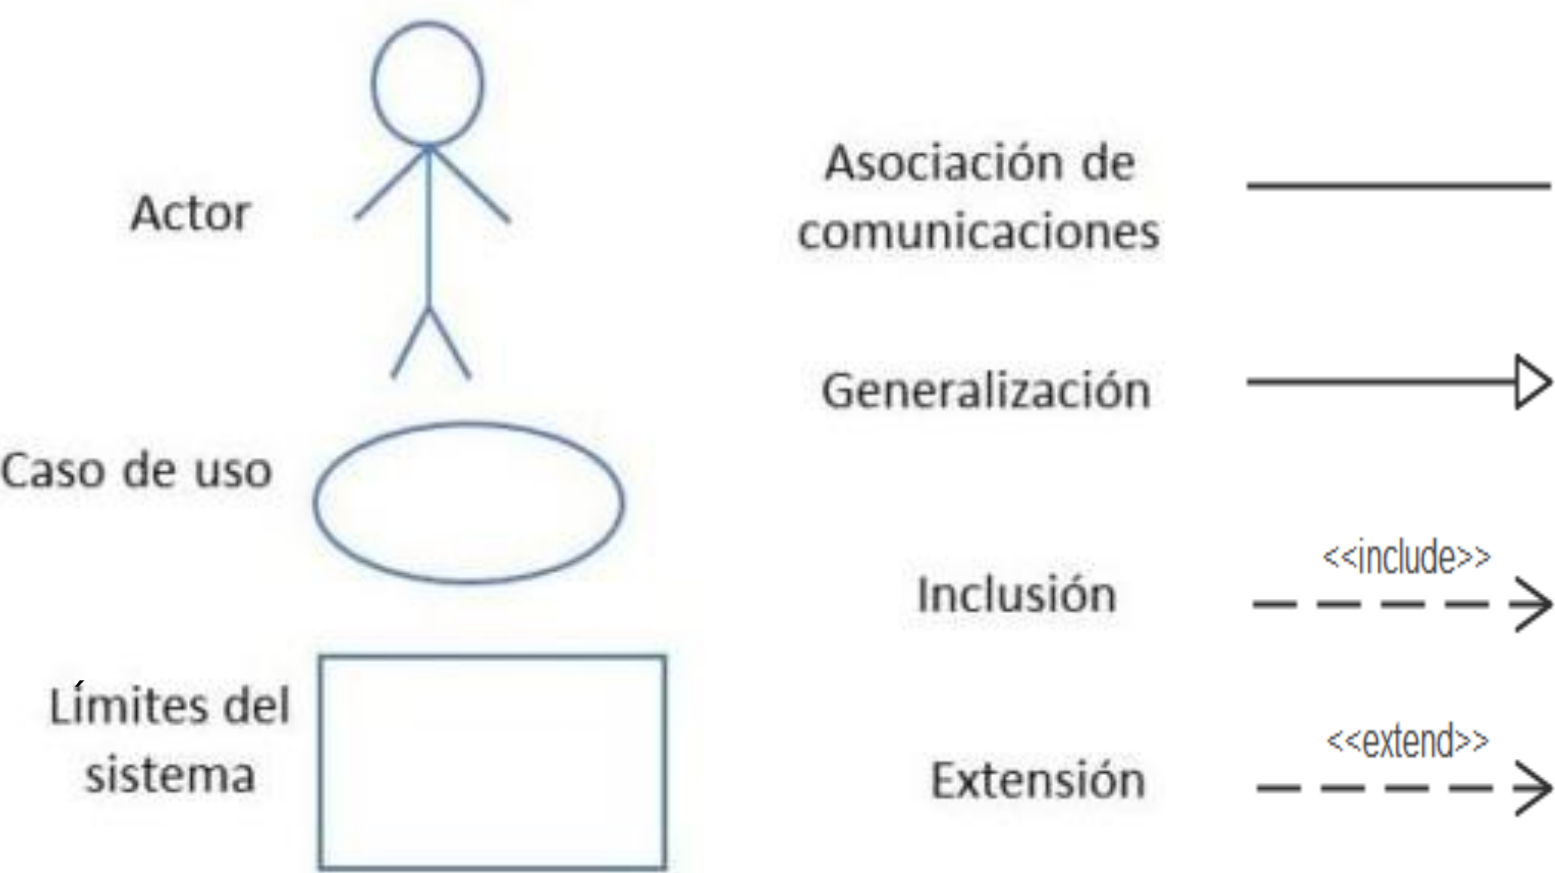 Actor
Caso de uso
Límites del
sistema
Asociación de
comunicaciones
Generalización
<<include>>
Inclusión
<<extend>>
Extensión